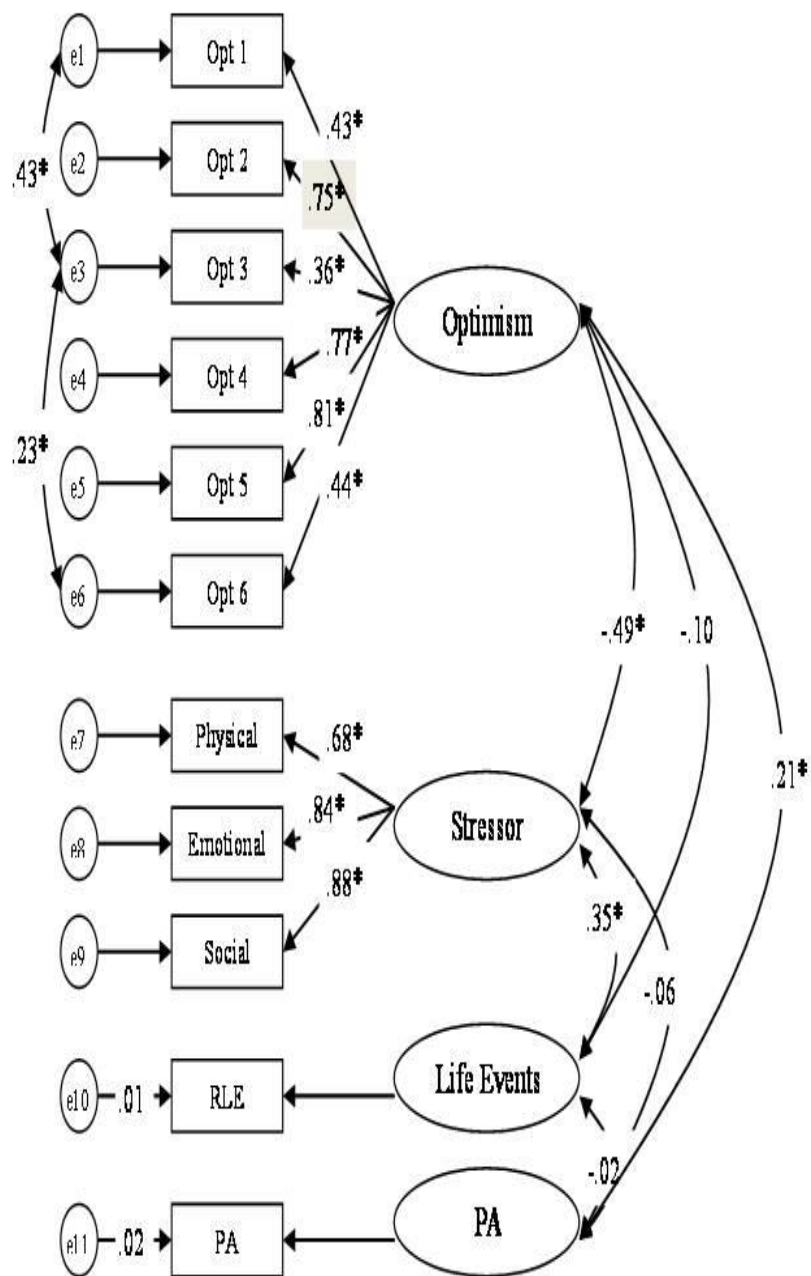 e1
Opt 1
.43*
e2
Opt 2
.43*
.75*
e3
Opt 3
.36*
Optimism
e4
Opt 4
.77*
.81*
.23*
e5
Opt 5
.44*
e6
Opt 6
-.49*
-.10
e7
Physical
.68*
.21*
e8
Emotional
.84*
Stressor
.88*
.35*
e9
Social
-.06
e10
.01
RLE
Life Events
-.02
e11
.02
PA
PA